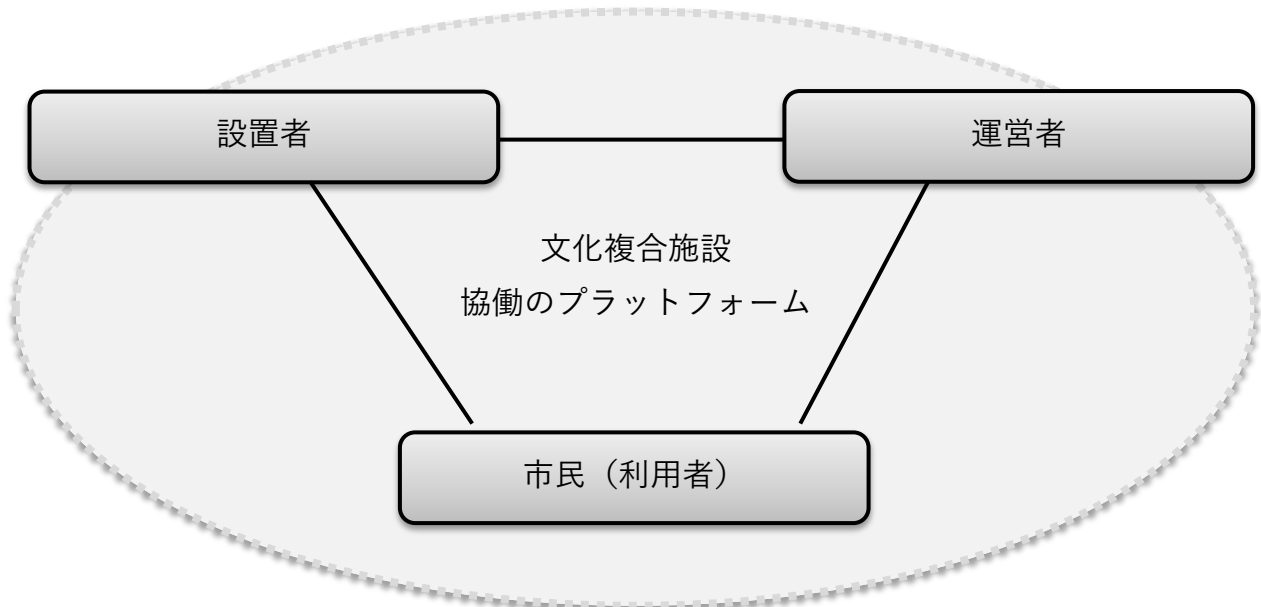 設置者
運営者
文化複合施設
協働のプラットフォーム
市民（利用者）